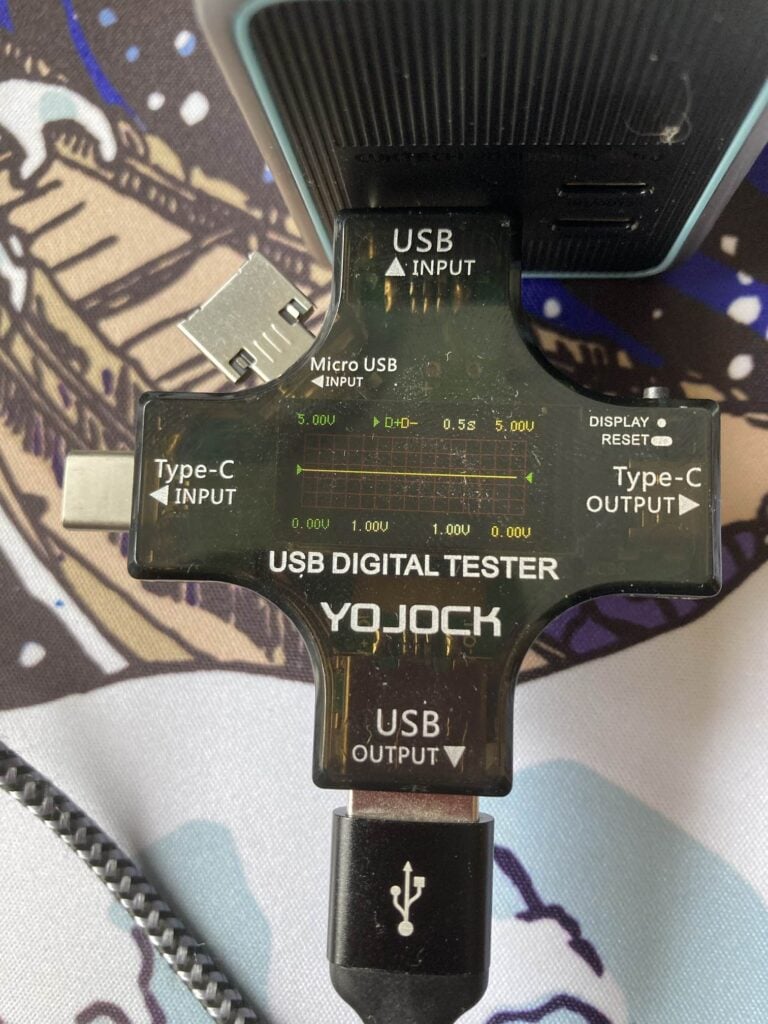 USB
▲ INPUT
Micro USB
◀INPUT
5.00V ▶ D+D- 0.5s 5.00V
DISPLAY ●
RESET
Type-C
◀ INPUT
Type-C
OUTPUT ▶
0.00V 1.00V 1.00V 0.00V
USB DIGITAL TESTER
YOJOCK
USB
OUTPUT ▼